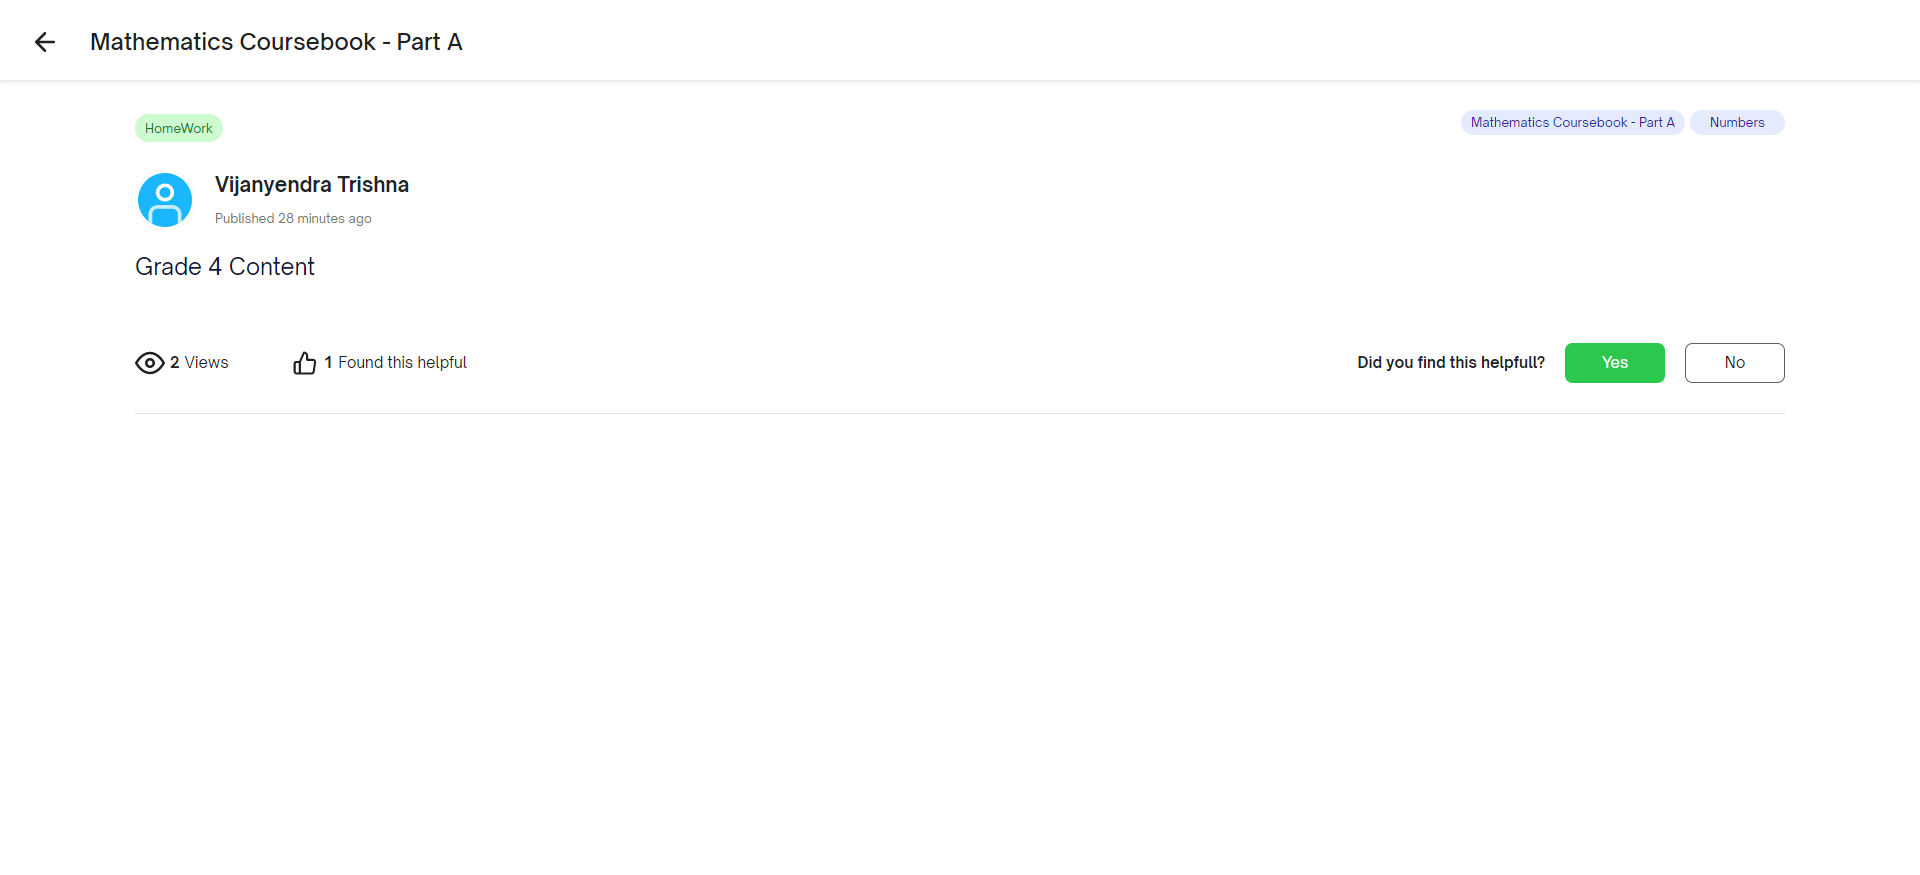 Mathematics Coursebook - Part A
HomeWork
Mathematics Coursebook - Part A
Numbers
Vijanyendra Trishna
Published 28 minutes ago
Grade 4 Content
2 Views
1 Found this helpful
Did you find this helpfull?
Yes
No